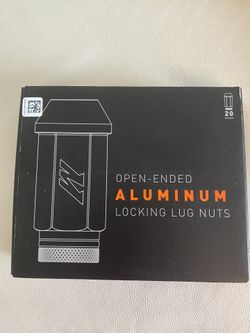 20
OPEN-ENDED
ALUMINUM
LOCKING LUG NUTS